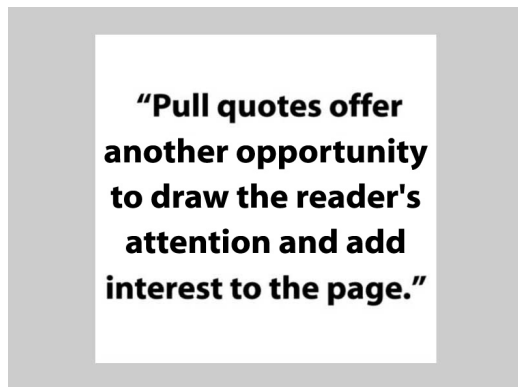 “Pull quotes offer
another opportunity
to draw the reader's
attention and add
interest to the page.”